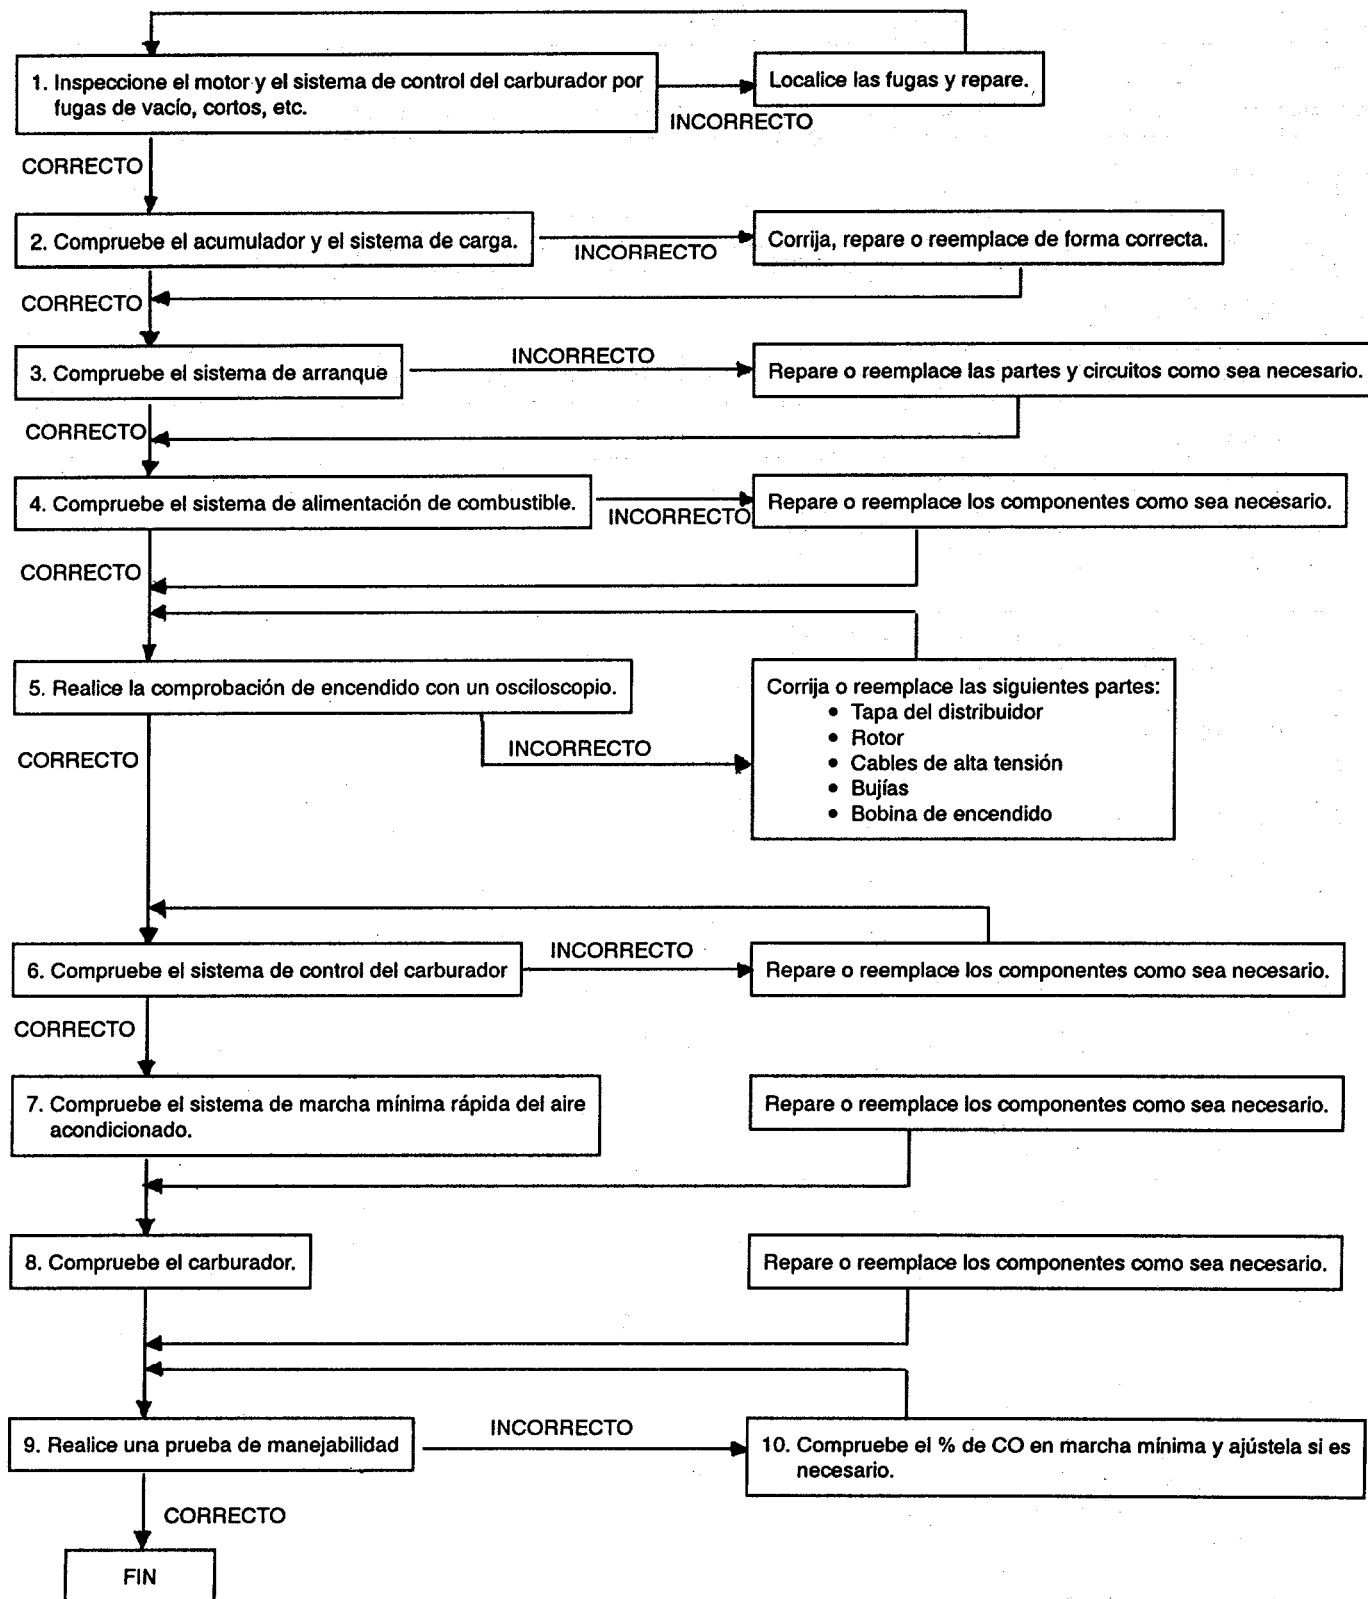 1. Inspeccione el motor y el sistema de control del carburador por
fugas de vacío, cortos, etc.
Localice las fugas y repare.
INCORRECTO
CORRECTO
2. Compruebe el acumulador y el sistema de carga.
INCORRECTO
Corrija, repare o reemplace de forma correcta.
CORRECTO
3. Compruebe el sistema de arranque
INCORRECTO
Repare o reemplace las partes y circuitos como sea necesario.
CORRECTO
4. Compruebe el sistema de alimentación de combustible.
INCORRECTO
Repare o reemplace los componentes como sea necesario.
CORRECTO
5. Realice la comprobación de encendido con un osciloscopio.
INCORRECTO
Corrija o reemplace las siguientes partes:
• Tapa del distribuidor
• Rotor
• Cables de alta tensión
• Bujías
• Bobina de encendido
CORRECTO
6. Compruebe el sistema de control del carburador
INCORRECTO
Repare o reemplace los componentes como sea necesario.
CORRECTO
7. Compruebe el sistema de marcha mínima rápida del aire
acondicionado.
Repare o reemplace los componentes como sea necesario.
8. Compruebe el carburador.
Repare o reemplace los componentes como sea necesario.
9. Realice una prueba de manejabilidad
INCORRECTO
10. Compruebe el % de CO en marcha mínima y ajústela si es
necesario.
CORRECTO
FIN